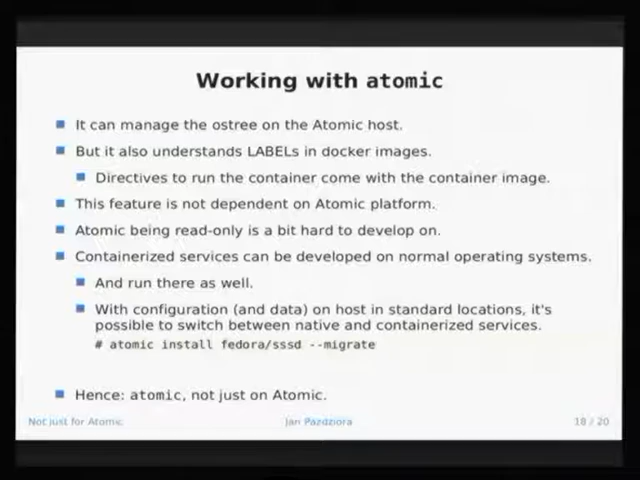 Working with atomic
It can manage the ostree on the Atomic host.
But it also understands LABELs in docker images.
Directives to run the container come with the container image.
This feature is not dependent on Atomic platform.
Atomic being read-only is a bit hard to develop on.
Containerized services can be developed on normal operating systems.
And run there as well.
With configuration (and data) on host in standard locations, it's
possible to switch between native and containerized services.
# atomic install fedora/sssd --migrate
Hence: atomic, not just on Atomic.
Not just for Atomic Jan Pazdziora 18 / 20